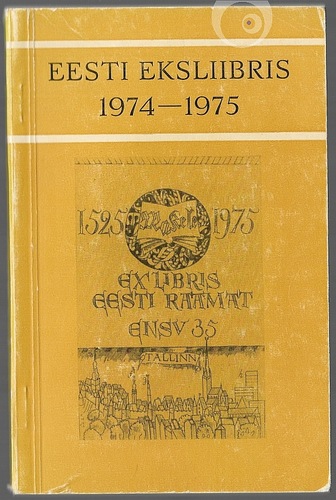 EESTI EKSLIIBRIS
1974—1975
1525 1975
EX LIBRIS
EESTI RAAMAT
ENSV 35
TALLINN